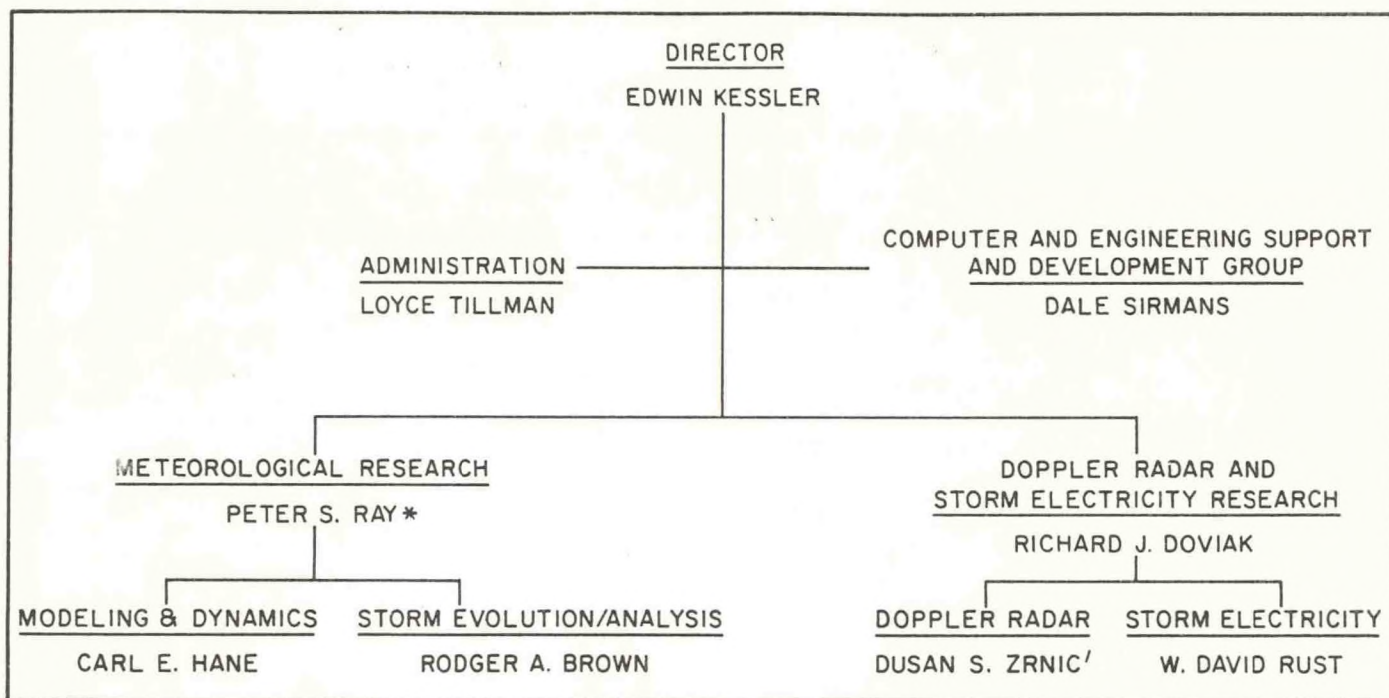 DIRECTOR
EDWIN KESSLER
ADMINISTRATION
LOYCE TILLMAN
COMPUTER AND ENGINEERING SUPPORT
AND DEVELOPMENT GROUP
DALE SIRMANS
METEOROLOGICAL RESEARCH
PETER S. RAY*
DOPPLER RADAR AND
STORM ELECTRICITY RESEARCH
RICHARD J. DOVIAK
MODELING & DYNAMICS
CARL E. HANE
STORM EVOLUTION/ANALYSIS
RODGER A. BROWN
DOPPLER RADAR
DUSAN S. ZRNIC'
STORM ELECTRICITY
W. DAVID RUST